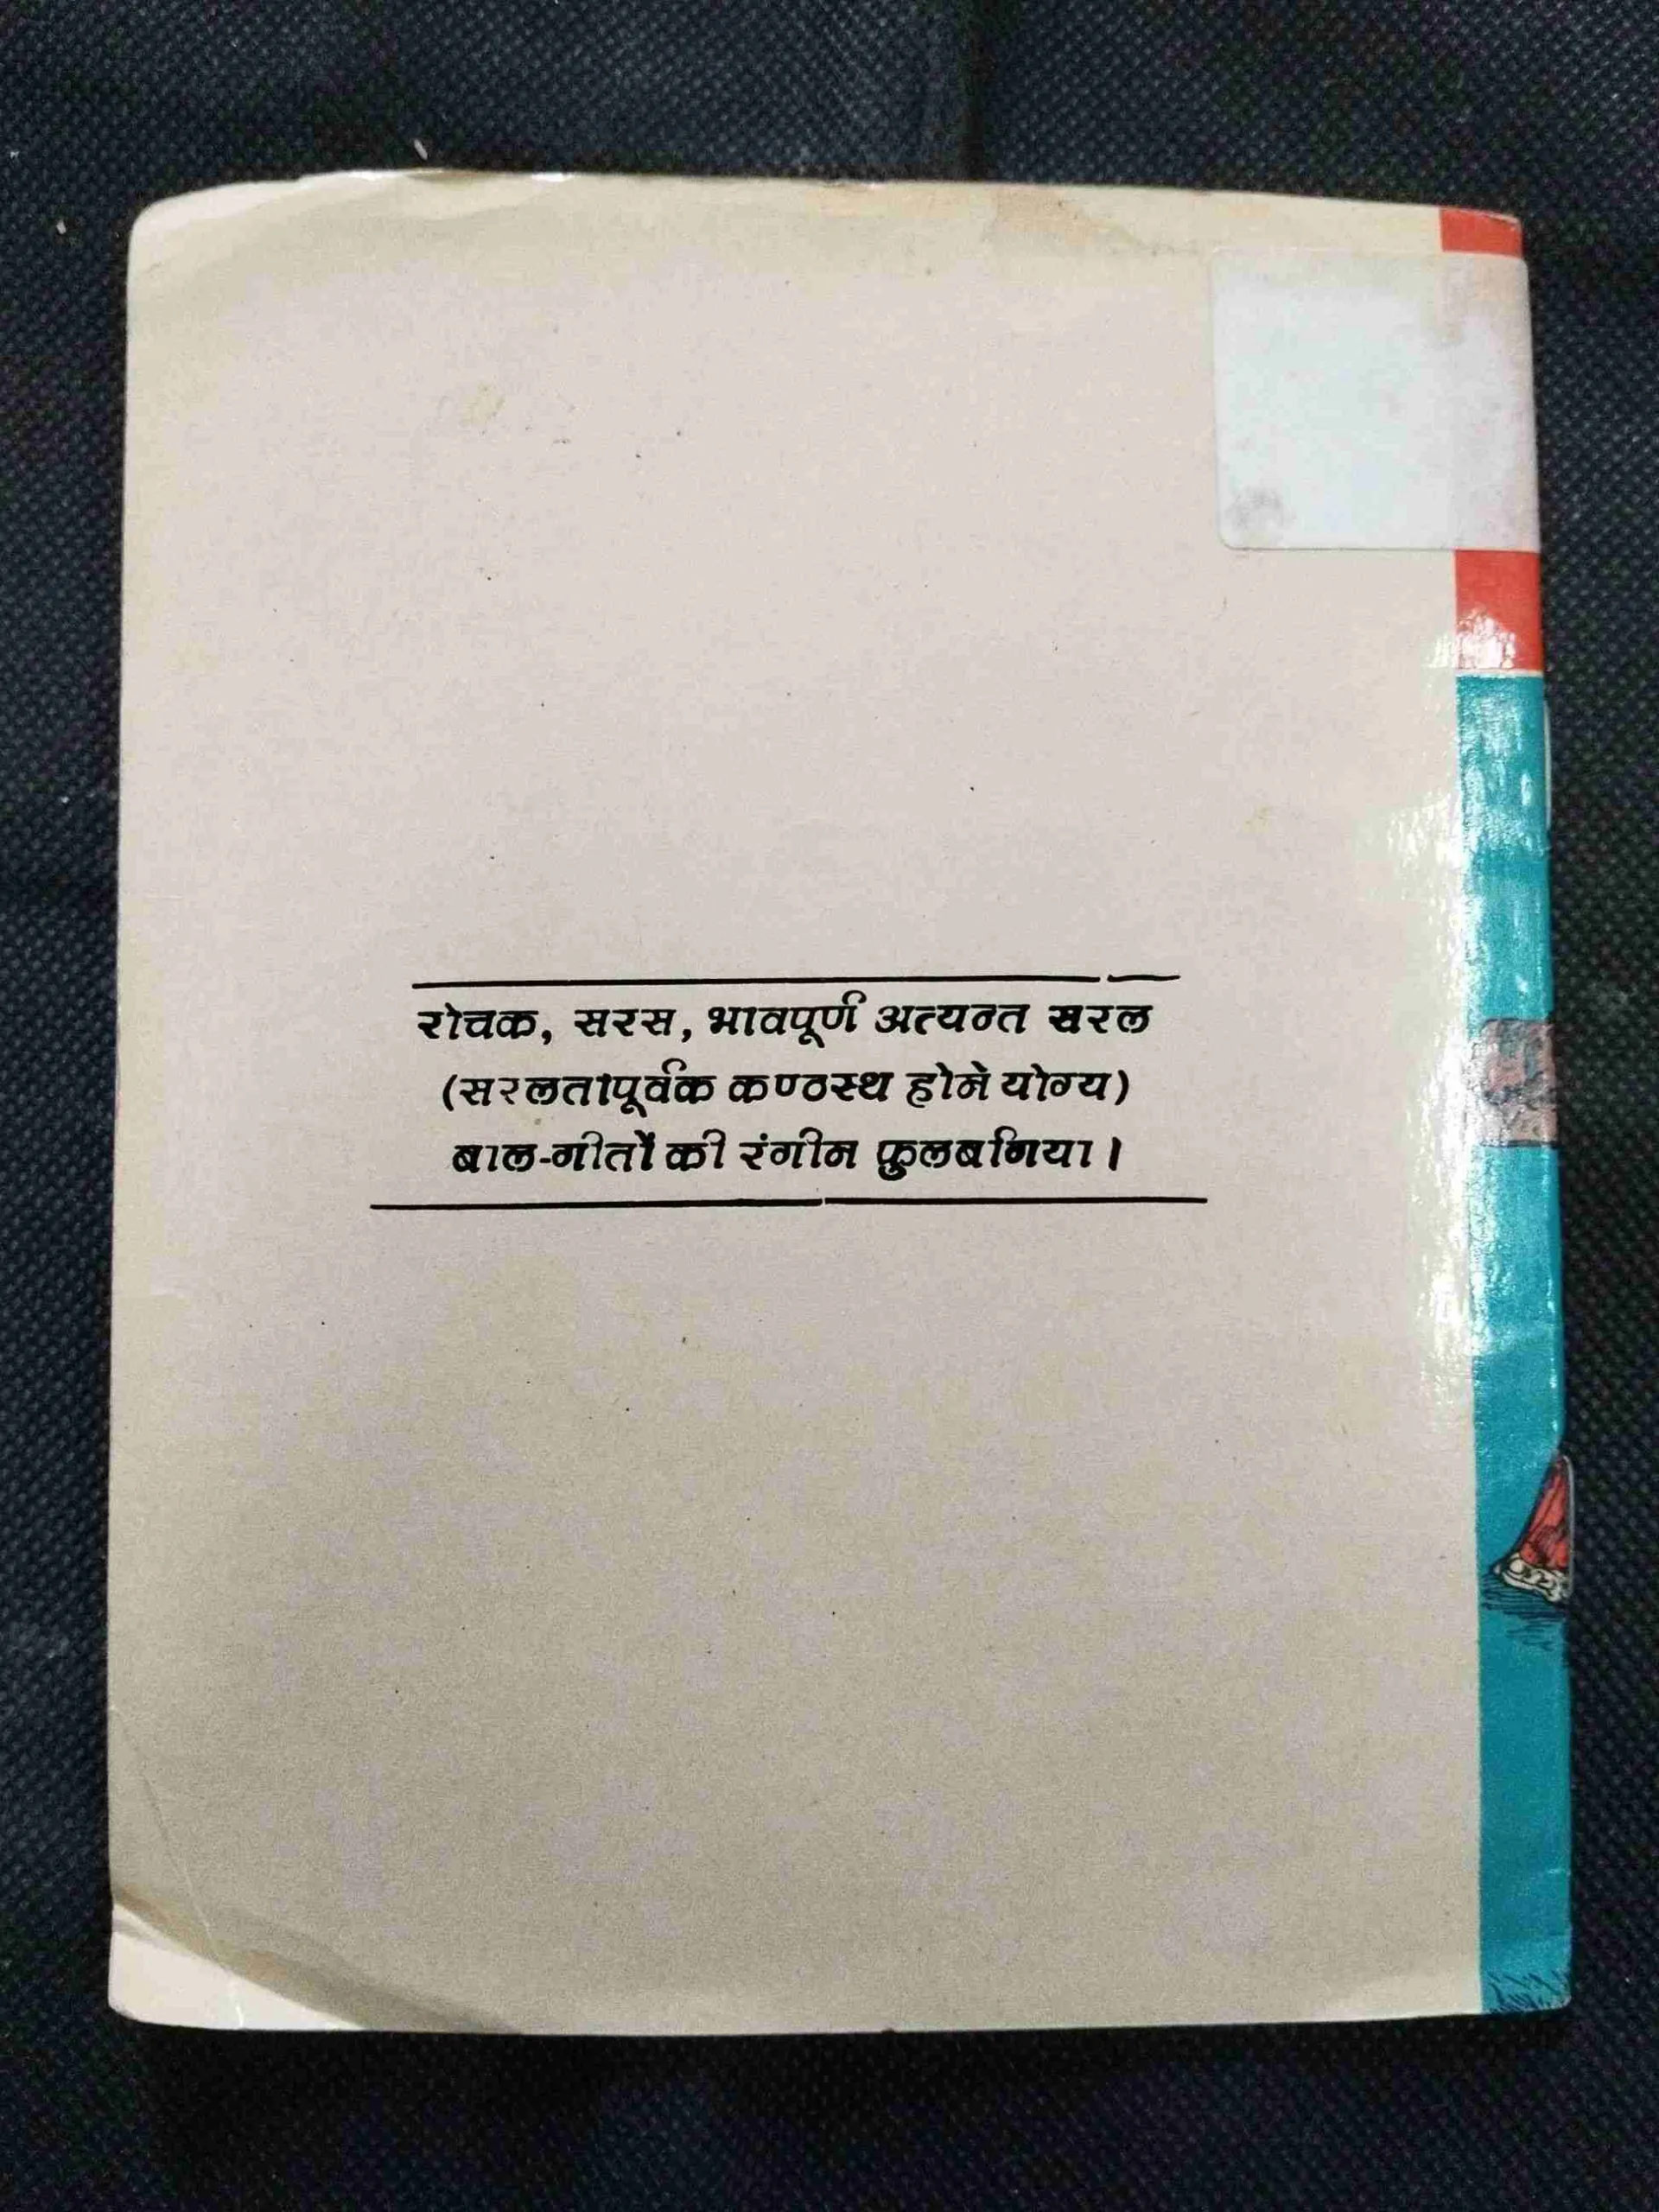 रोचक, सरस, भावपूर्ण अत्यन्त सरल
(सरलतापूर्वक कण्ठस्थ होने योग्य)
बाल-गीतों की रंगीन फुलबगिया।